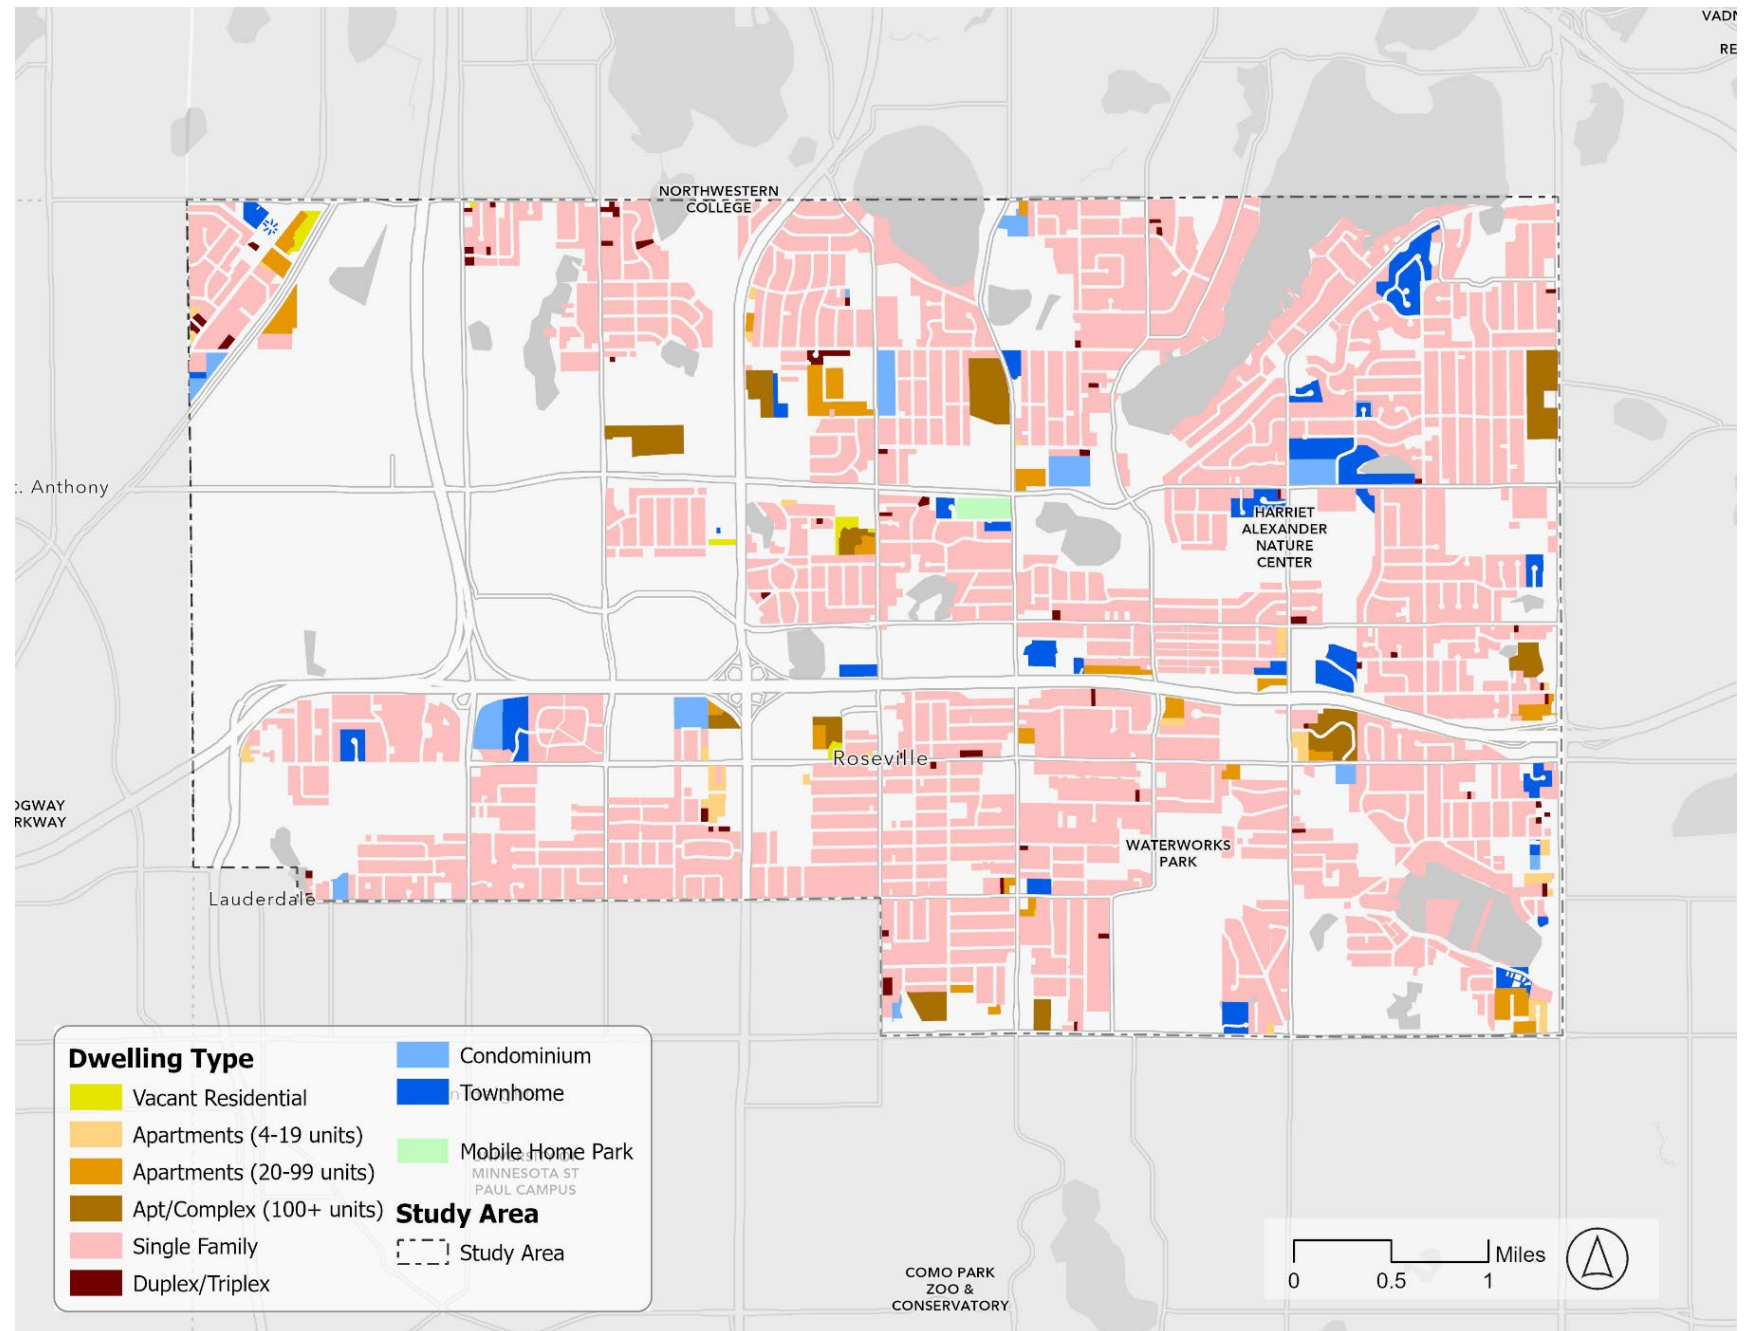 VADN
RE
NORTHWESTERN
COLLEGE
t. Anthony
HARRIET
ALEXANDER
NATURE
CENTER
Roseville
OGWAY
RKWAY
WATERWORKS
PARK
Lauderdale
Dwelling Type
Vacant Residential
Apartments (4-19 units)
Apartments (20-99 units)
Apt/Complex (100+ units)
Single Family
Duplex/Triplex
Condominium
Townhome
Mobile Home Park
MINNESOTA ST
PAUL CAMPUS
Study Area
Study Area
COMO PARK
ZOO &
CONSERVATORY
0 0.5 1 Miles